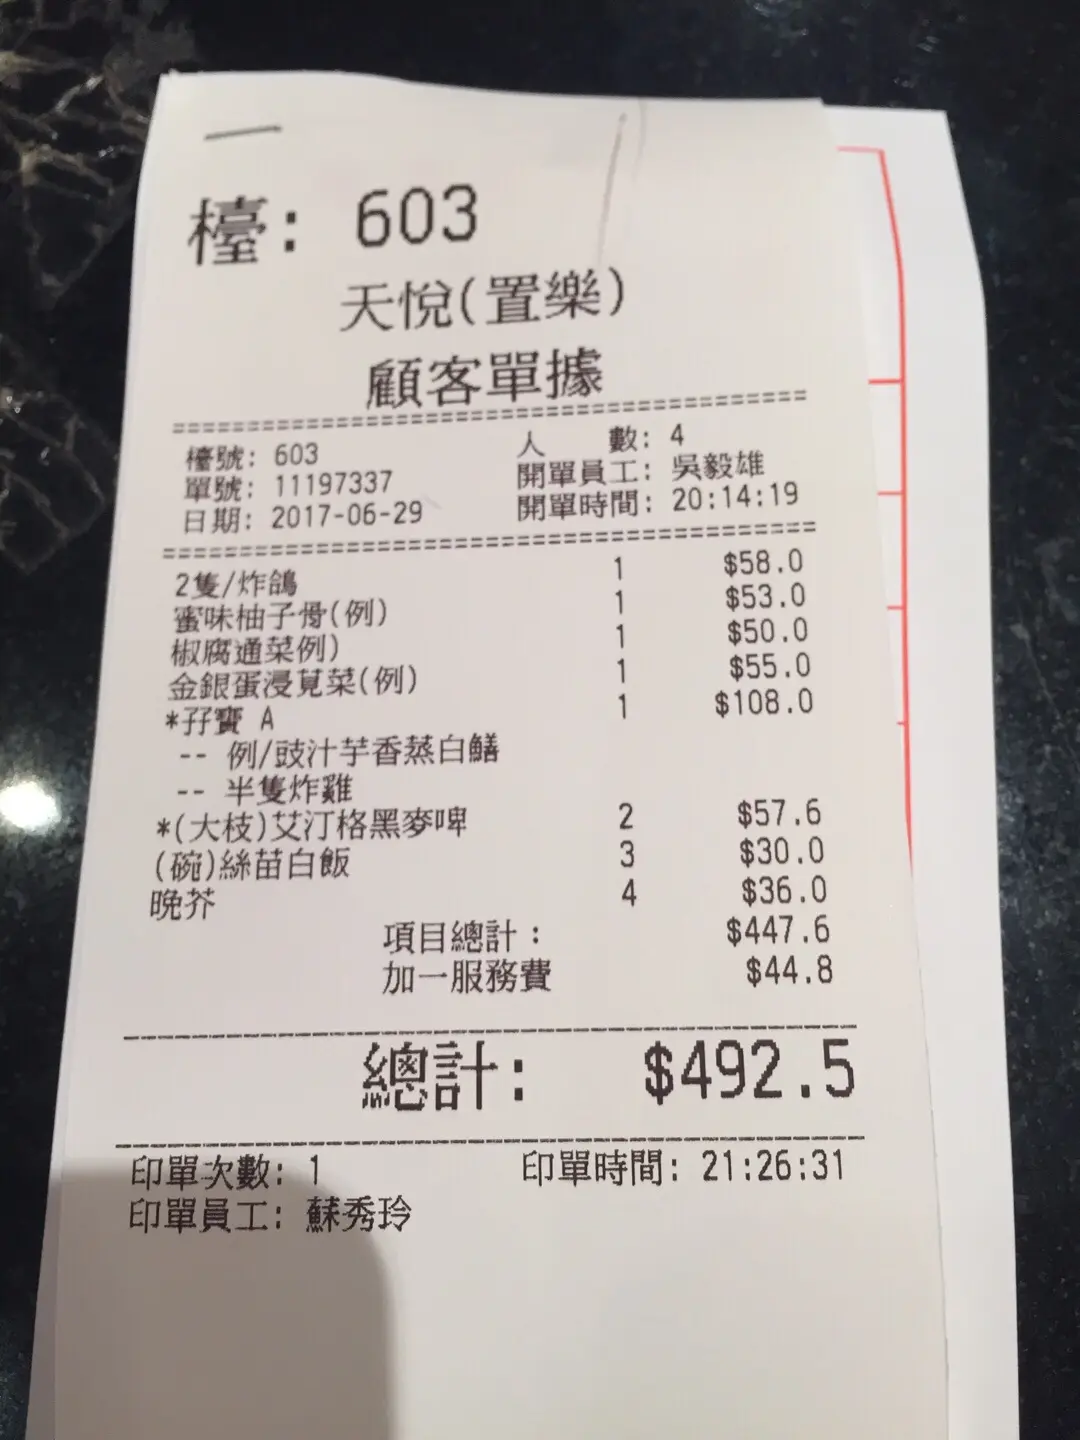 檯: 603
天悅(置樂)
顧客單據
檯號: 603 人 數: 4
單號: 11197337 開單員工: 吳毅雄
日期: 2017-06-29 開單時間: 20:14:19
2隻/炸鴿 1 $58.0
蜜味柚子骨(例) 1 $53.0
椒腐通菜例) 1 $50.0
金銀蛋浸莧菜(例) 1 $55.0
*孖寶 A 1 $108.0
-- 例/豉汁芋香蒸白鱔
-- 半隻炸雞
*(大枝)艾汀格黑麥啤 2 $57.6
(碗)絲苗白飯 3 $30.0
晚芥 4 $36.0
項目總計: $447.6
加一服務費 $44.8
總計: $492.5
印單次數: 1 印單時間: 21:26:31
印單員工: 蘇秀玲